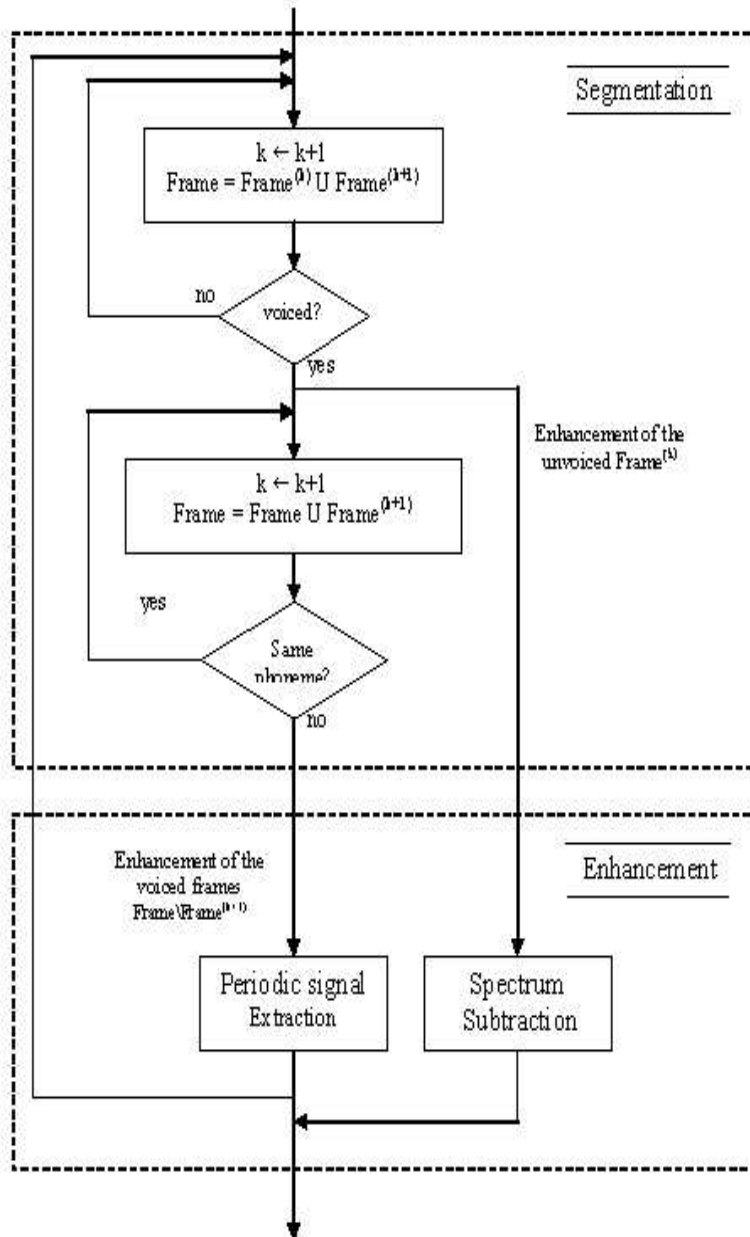 Segmentation
k ← k+1
Frame = Frame⁽ᵏ⁾ U Frame⁽ᵏ⁺¹⁾
no
voiced?
yes
Enhancement of the
unvoiced Frame⁽ᵏ⁾
k ← k+1
Frame = Frame U Frame⁽ᵏ⁺¹⁾
yes
Same
phoneme?
no
Enhancement of the
voiced frames
Frame\Frame⁽ᵏ⁺¹⁾
Enhancement
Periodic signal
Extraction
Spectrum
Subtraction